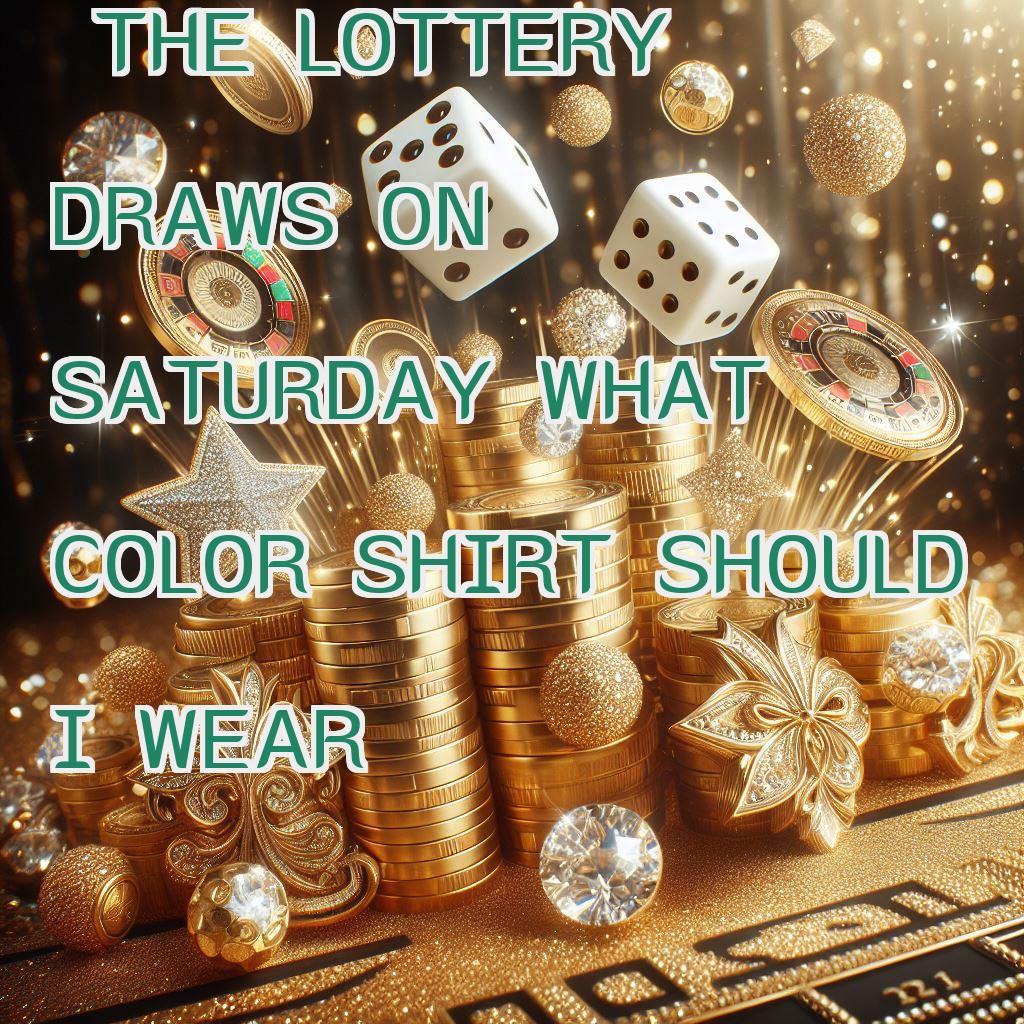 THE LOTTERY
DRAWS ON
SATURDAY WHAT
COLOR SHIRT SHOULD
I WEAR